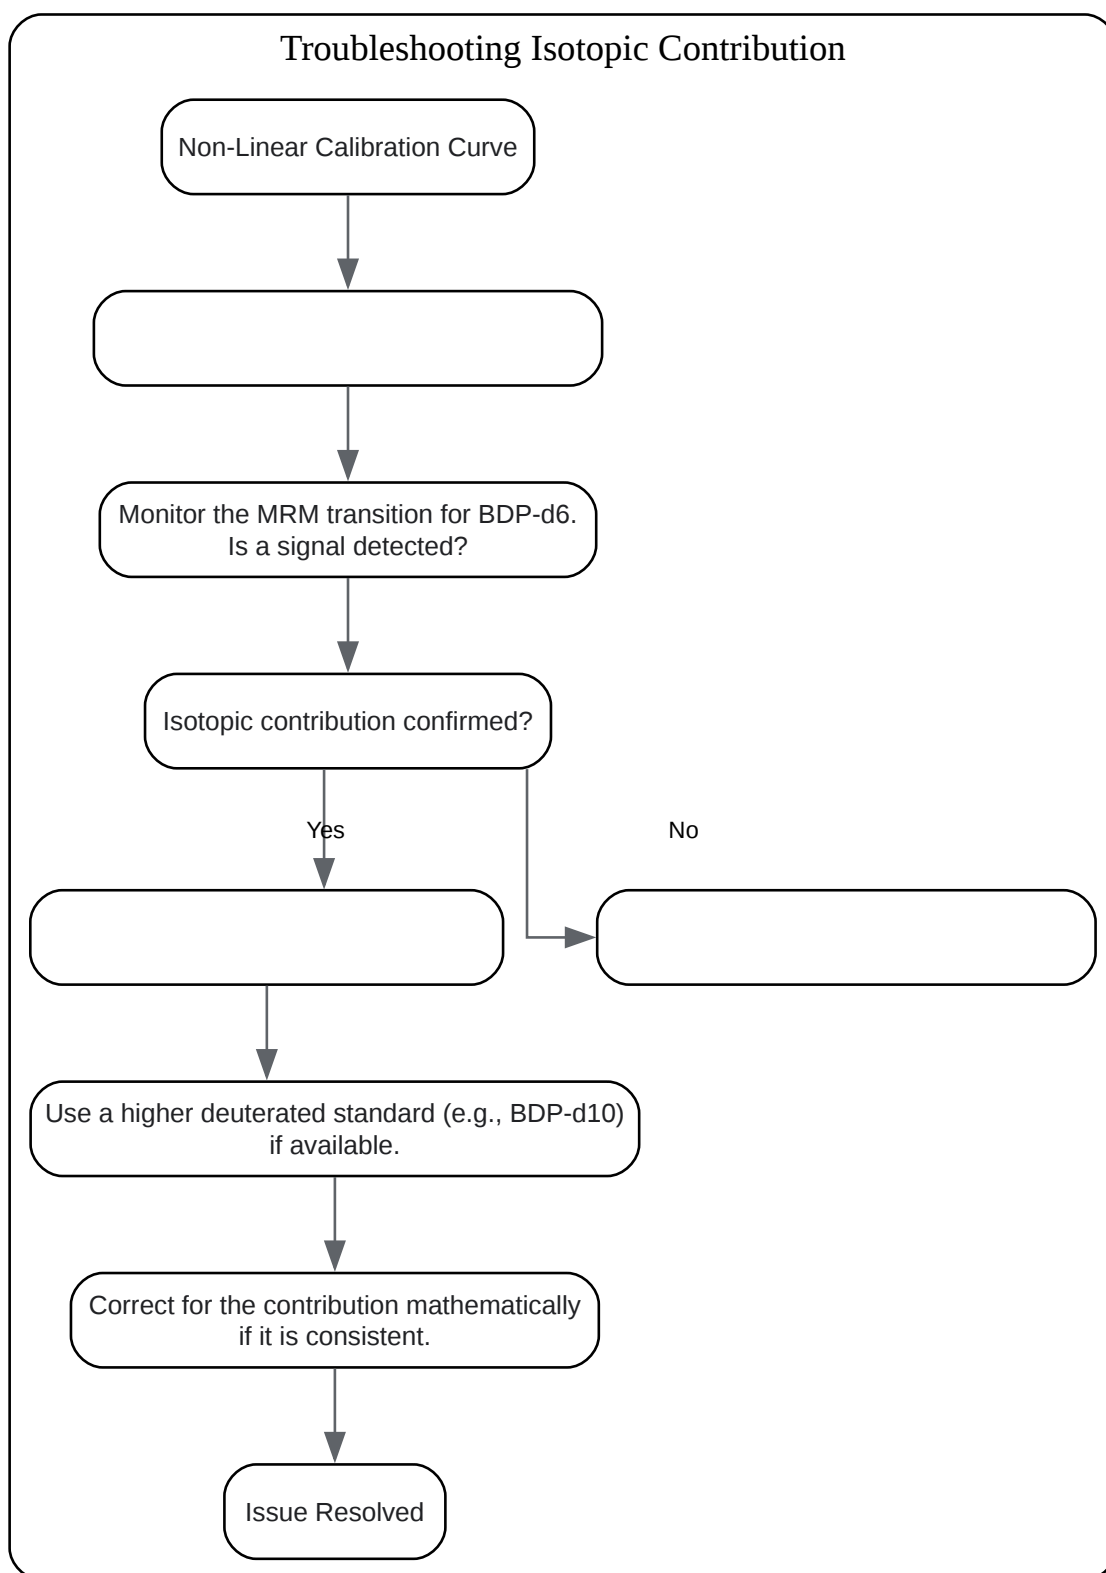 Troubleshooting Isotopic Contribution
Non-Linear Calibration Curve
Monitor the MRM transition for BDP-d6.
Is a signal detected?
Isotopic contribution confirmed?
Yes
No
Use a higher deuterated standard (e.g., BDP-d10)
if available.
Correct for the contribution mathematically
if it is consistent.
Issue Resolved